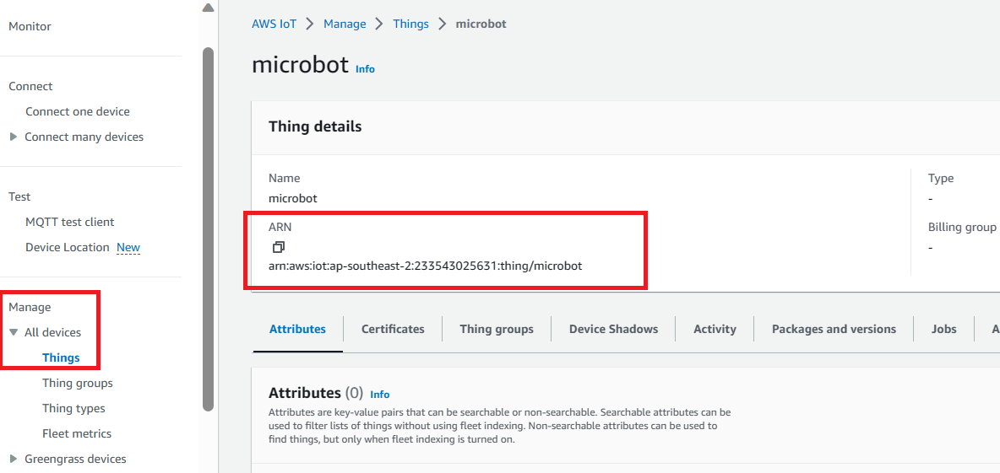 Monitor
Connect
Connect one device
Connect many devices
Test
MQTT test client
Device Location New
Manage
All devices
Things
Thing groups
Thing types
Fleet metrics
Greengrass devices
AWS IoT > Manage > Things > microbot
microbot Info
Thing details
Name
microbot
ARN
arn:aws:iot:ap-southeast-2:233543025631:thing/microbot
Type
-
Billing group
-
Attributes Certificates Thing groups Device Shadows Activity Packages and versions Jobs A
Attributes (0) Info
Attributes are key-value pairs that can be searchable or non-searchable. Searchable attributes can be
used to filter lists of things without using fleet indexing. Non-searchable attributes can be used to
find things, but only when fleet indexing is turned on.